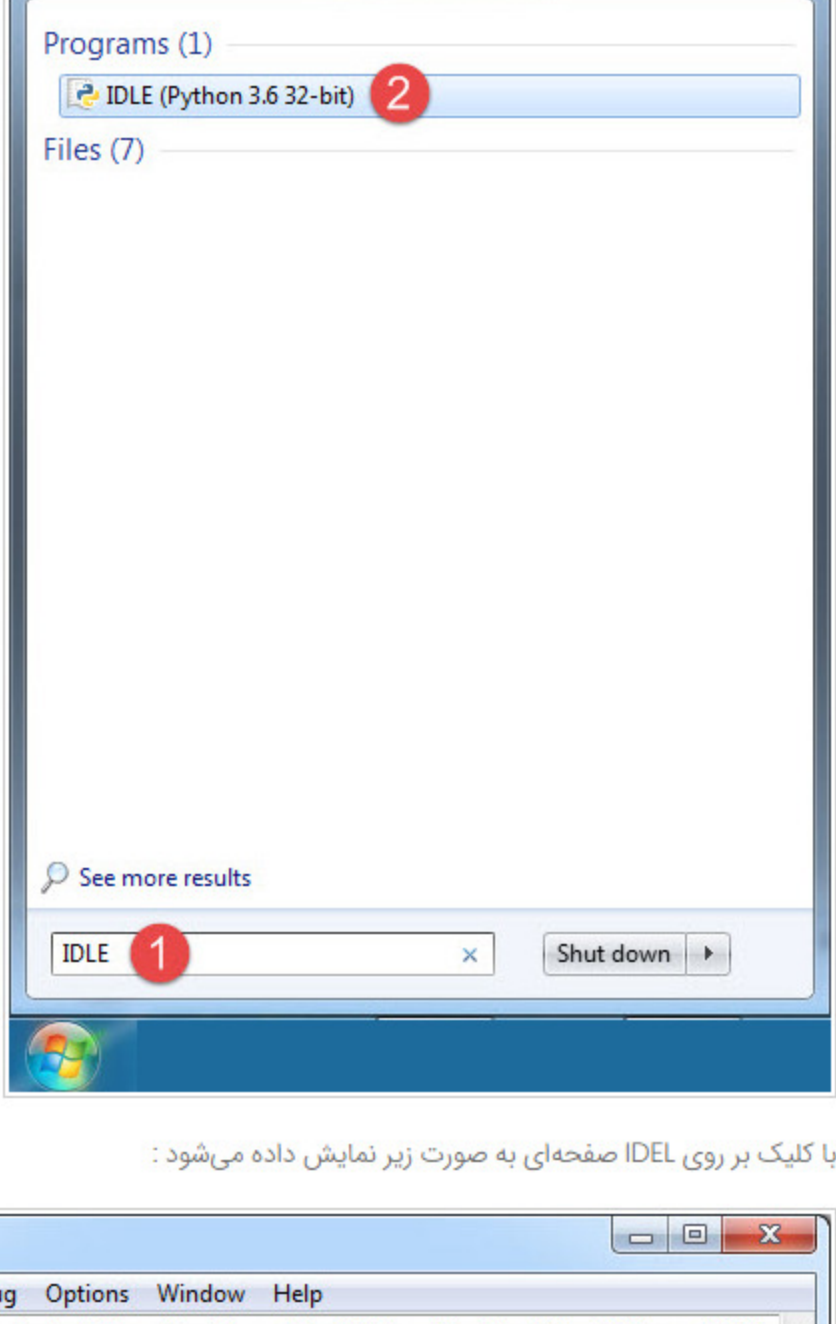 Programs (1)
IDLE (Python 3.6 32-bit) 2
Files (7)
See more results
IDLE 1
Shut down
با کلیک بر روی IDEL صفحه‌ای به صورت زیر نمایش داده می‌شود :
Options Window Help